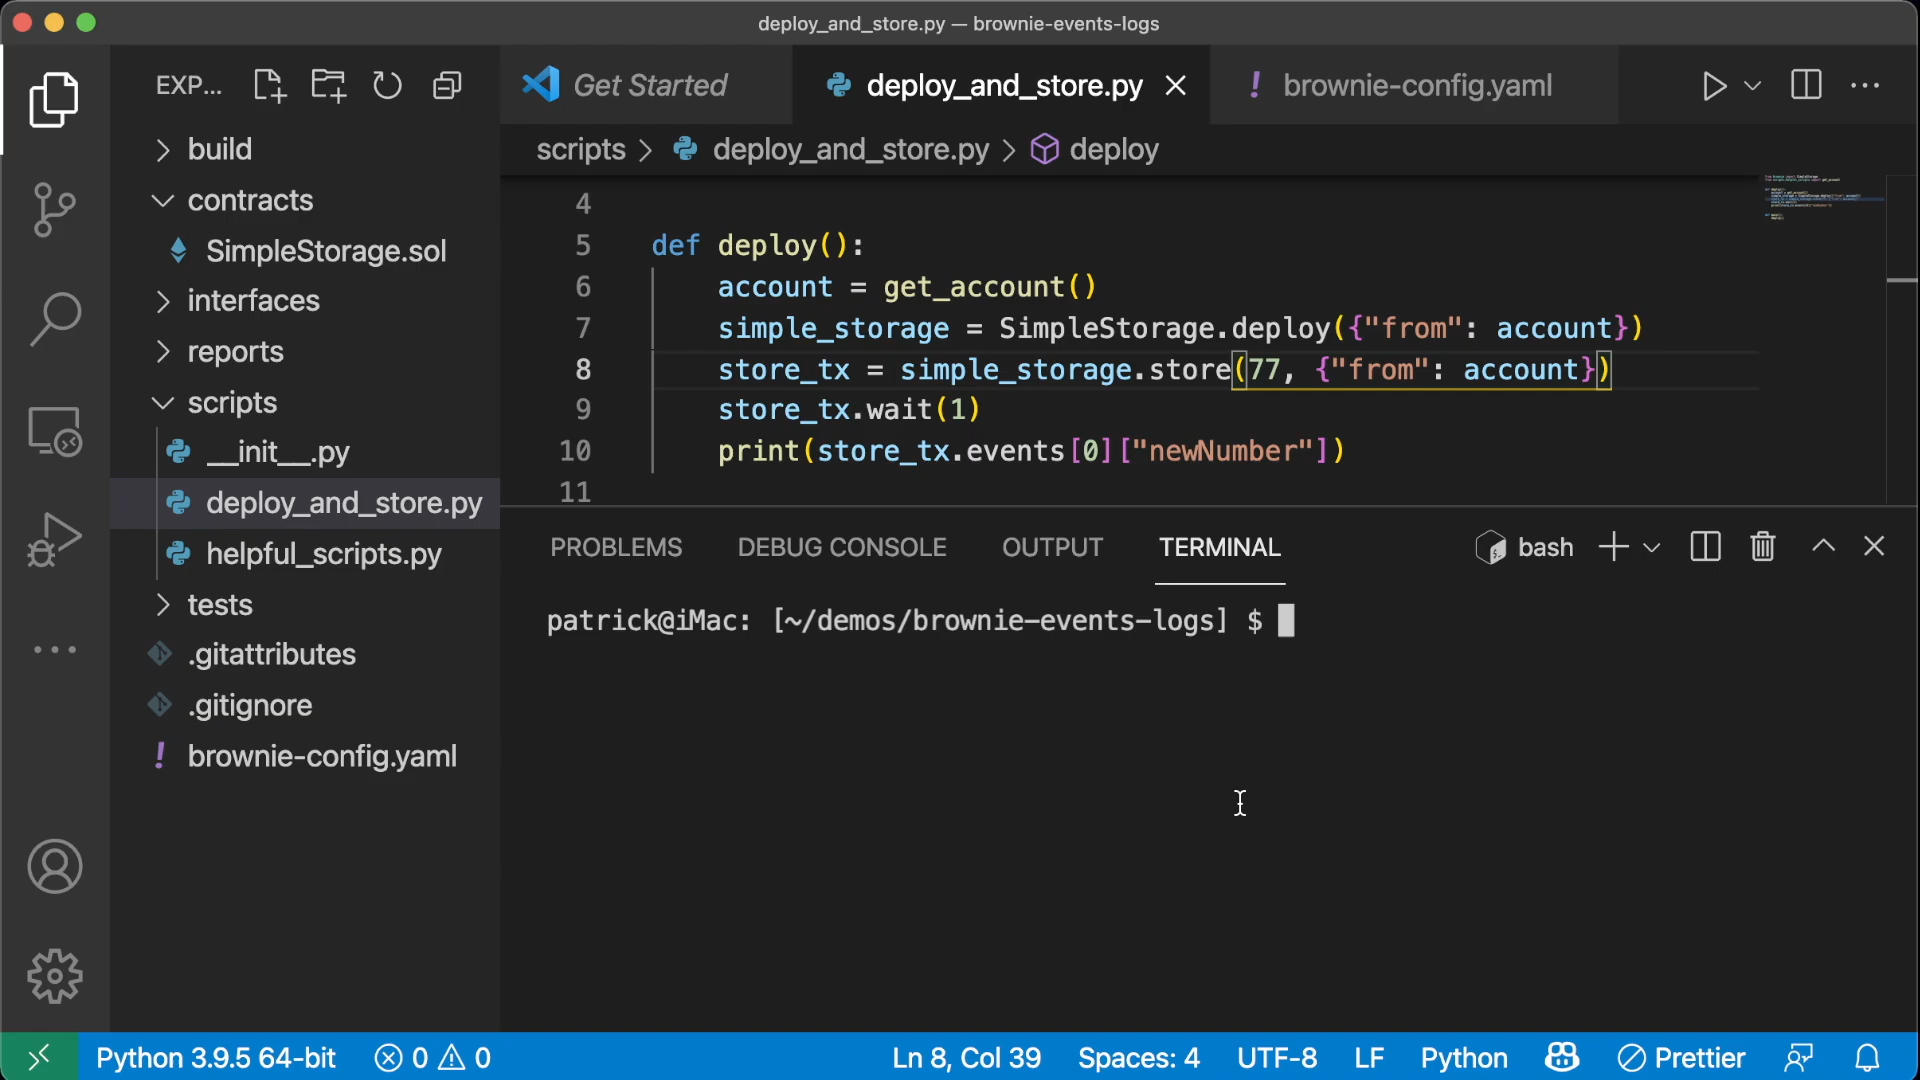 deploy_and_store.py — brownie-events-logs
EXP...
Get Started
deploy_and_store.py
! brownie-config.yaml
scripts > deploy_and_store.py > deploy
build
contracts
SimpleStorage.sol
interfaces
reports
scripts
__init__.py
deploy_and_store.py
helpful_scripts.py
tests
.gitattributes
.gitignore
! brownie-config.yaml
4
5 def deploy():
6 account = get_account()
7 simple_storage = SimpleStorage.deploy({"from": account})
8 store_tx = simple_storage.store(77, {"from": account})
9 store_tx.wait(1)
10 print(store_tx.events[0]["newNumber"])
11
PROBLEMS DEBUG CONSOLE OUTPUT TERMINAL bash
patrick@iMac: [~/demos/brownie-events-logs] $
Python 3.9.5 64-bit 0 0 Ln 8, Col 39 Spaces: 4 UTF-8 LF Python Prettier